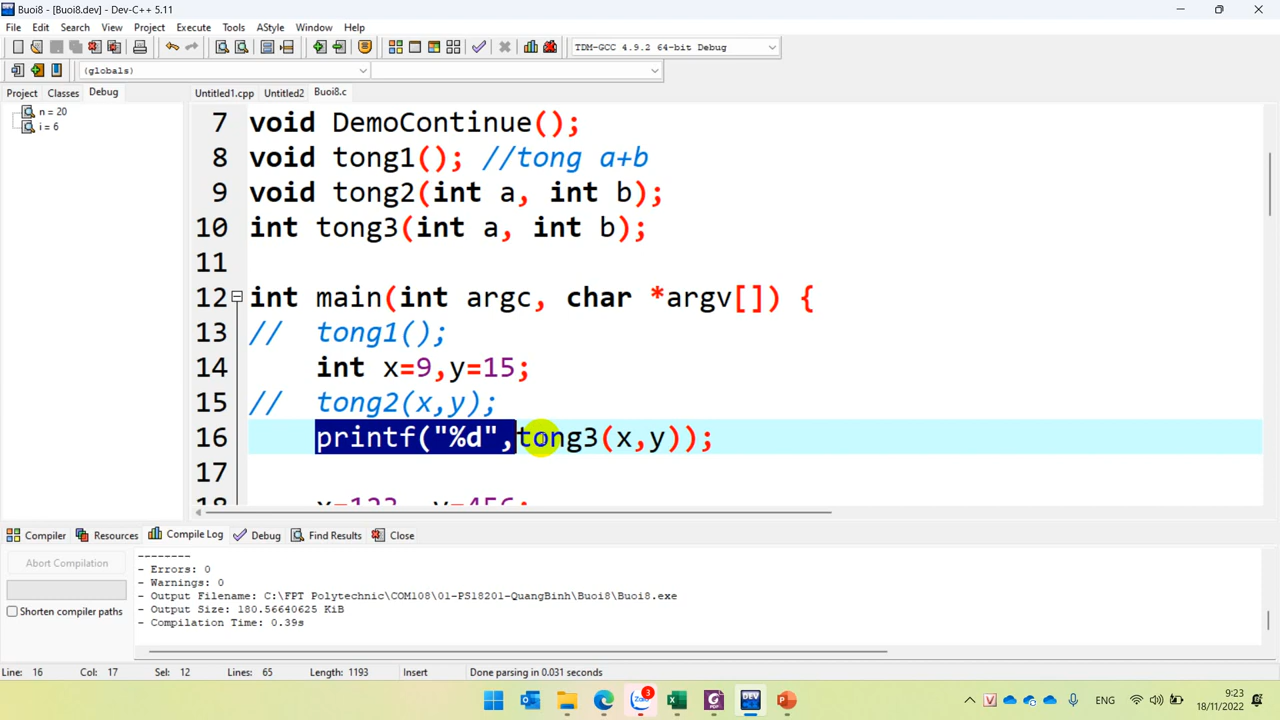 Buoi8 - [Buoi8.dev] - Dev-C++ 5.11
File Edit Search View Project Execute Tools AStyle Window Help
TDM-GCC 4.9.2 64-bit Debug
(globals)
Project Classes Debug
Untitled1.cpp Untitled2 Buoi8.c
n = 20
i = 6
7 void DemoContinue();
8 void tong1(); //tong a+b
9 void tong2(int a, int b);
10 int tong3(int a, int b);
11
12 int main(int argc, char *argv[]) {
13 // tong1();
14 int x=9,y=15;
15 // tong2(x,y);
16 printf("%d",tong3(x,y));
17
18 x=123, y=456;
Compiler Resources Compile Log Debug Find Results Close
Abort Compilation
Shorten compiler paths
--------
- Errors: 0
- Warnings: 0
- Output Filename: C:\FPT Polytechnic\COM108\01-PS18201-QuangBinh\Buoi8\Buoi8.exe
- Output Size: 180.56640625 KiB
- Compilation Time: 0.39s
Line: 16 Col: 17 Sel: 12 Lines: 65 Length: 1193 Insert Done parsing in 0.031 seconds
Zalo 3 DEV
ENG
9:23
18/11/2022